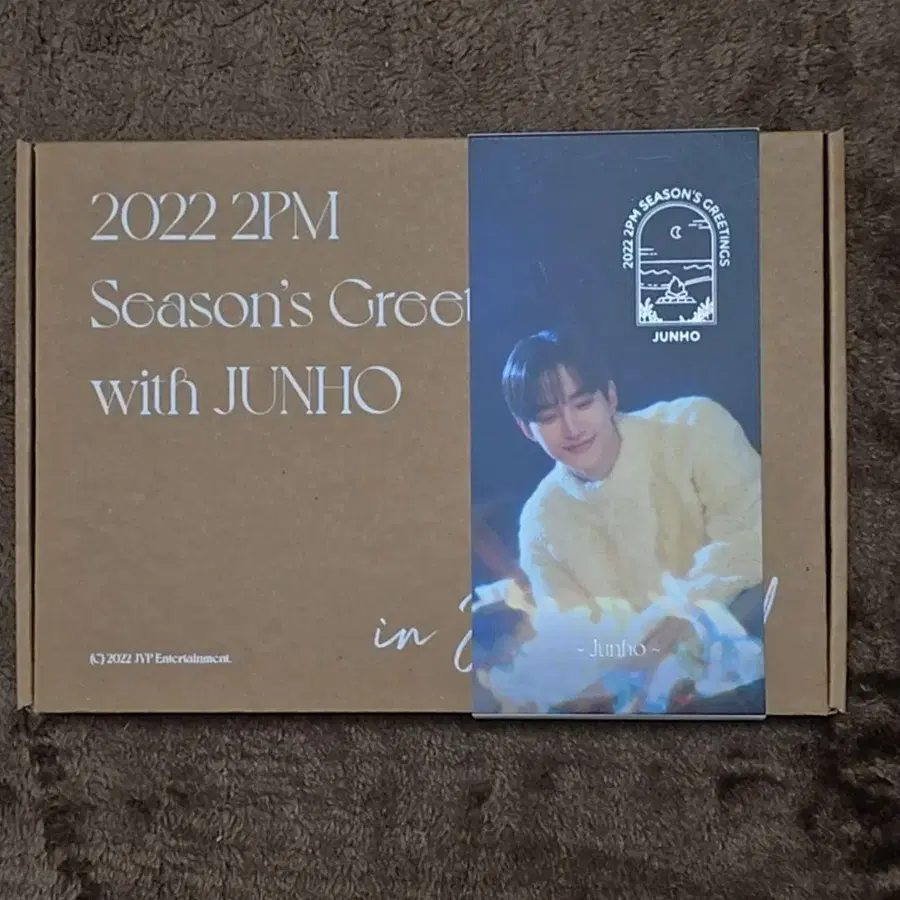 2022 2PM
Season's Greet
with JUNHO
in
(C) 2022 JYP Entertainment.
2022 2PM SEASON'S GREETINGS
JUNHO
~ Junho ~